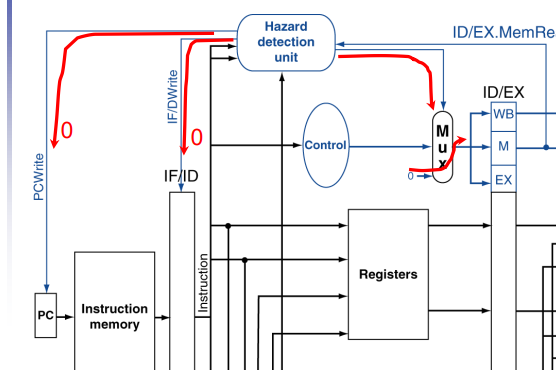 Hazard
detection
unit
ID/EX.MemRe
IF/DWrite
0
0
ID/EX
WB
M
u
x
Control
M
EX
0
PCWrite
IF/ID
Instruction
Registers
PC
Instruction
memory